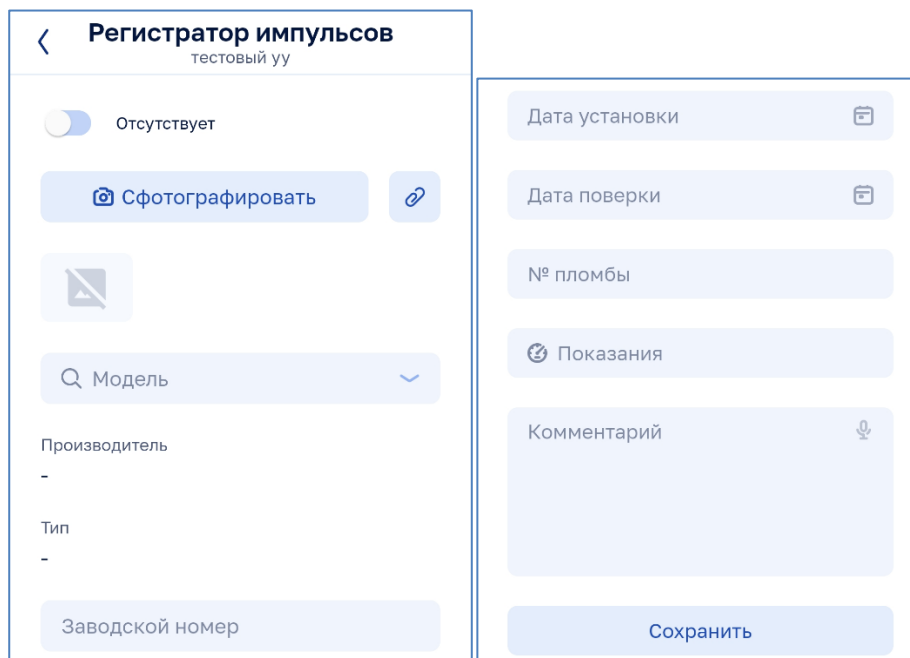 Регистратор импульсов
тестовый уу
Отсутствует
Сфотографировать
Модель
Производитель
-
Тип
-
Заводской номер
Дата установки
Дата поверки
№ пломбы
Показания
Комментарий
Сохранить